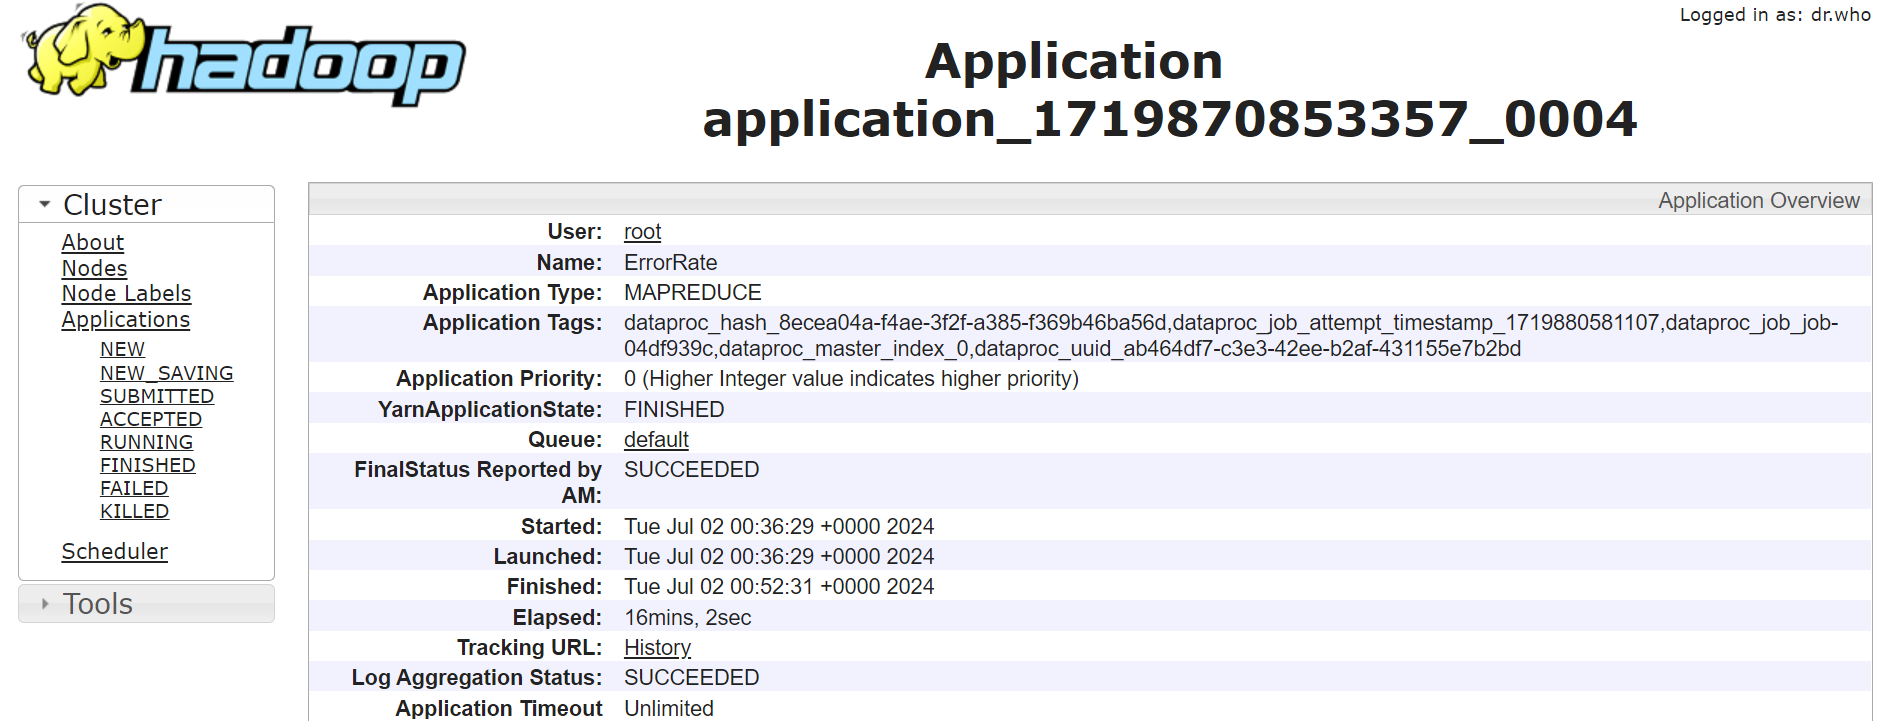 Logged in as: dr.who
hadoop
Application
application_1719870853357_0004
Cluster
About
Nodes
Node Labels
Applications
NEW
NEW_SAVING
SUBMITTED
ACCEPTED
RUNNING
FINISHED
FAILED
KILLED
Scheduler
Tools
Application Overview
User: root
Name: ErrorRate
Application Type: MAPREDUCE
Application Tags: dataproc_hash_8ecea04a-f4ae-3f2f-a385-f369b46ba56d,dataproc_job_attempt_timestamp_1719880581107,dataproc_job_job-
04df939c,dataproc_master_index_0,dataproc_uuid_ab464df7-c3e3-42ee-b2af-431155e7b2bd
Application Priority: 0 (Higher Integer value indicates higher priority)
YarnApplicationState: FINISHED
Queue: default
FinalStatus Reported by SUCCEEDED
AM:
Started: Tue Jul 02 00:36:29 +0000 2024
Launched: Tue Jul 02 00:36:29 +0000 2024
Finished: Tue Jul 02 00:52:31 +0000 2024
Elapsed: 16mins, 2sec
Tracking URL: History
Log Aggregation Status: SUCCEEDED
Application Timeout Unlimited